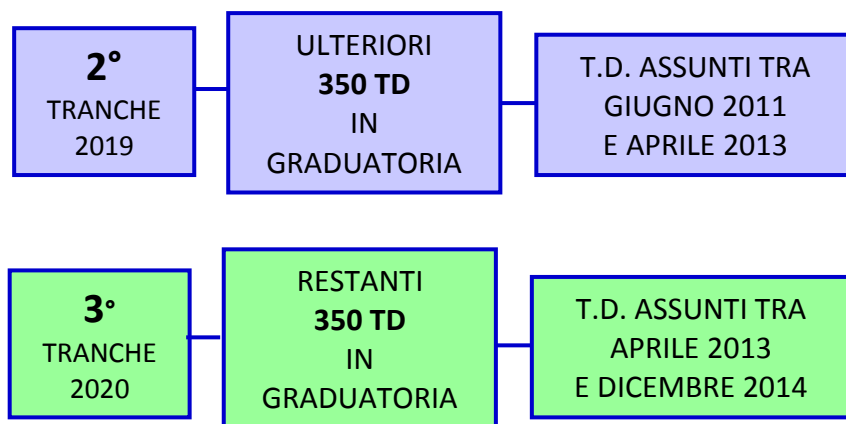 2°
TRANCHE
2019
ULTERIORI
350 TD
IN
GRADUATORIA
T.D. ASSUNTI TRA
GIUGNO 2011
E APRILE 2013
3°
TRANCHE
2020
RESTANTI
350 TD
IN
GRADUATORIA
T.D. ASSUNTI TRA
APRILE 2013
E DICEMBRE 2014